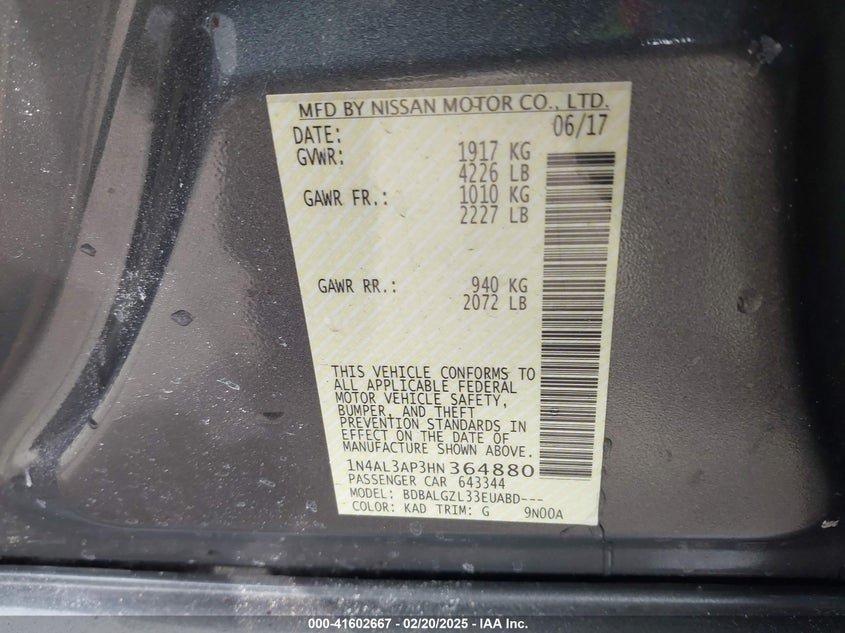 MFD BY NISSAN MOTOR CO., LTD.
DATE: 06/17
GVWR: 1917 KG
4226 LB
GAWR FR.: 1010 KG
2227 LB
GAWR RR.: 940 KG
2072 LB
THIS VEHICLE CONFORMS TO
ALL APPLICABLE FEDERAL
MOTOR VEHICLE SAFETY,
BUMPER, AND THEFT
PREVENTION STANDARDS IN
EFFECT ON THE DATE OF
MANUFACTURE SHOWN ABOVE.
1N4AL3AP3HN364880
PASSENGER CAR 643344
MODEL: BDBALGZL33EUABD---
COLOR: KAD TRIM: G 9N00A
000-41602667 - 02/20/2025 - IAA Inc.